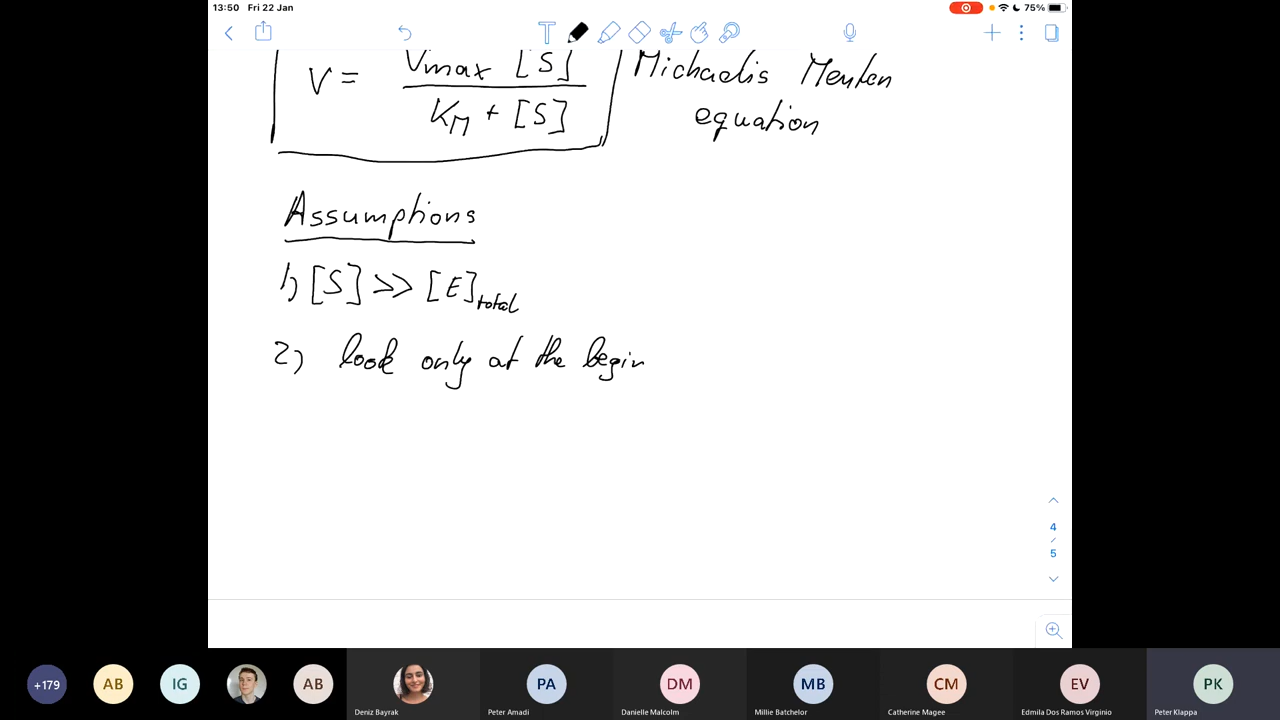 13:50 Fri 22 Jan
75%
T
V = Vmax [S]
KM + [S]
Michaelis Menten
equation
Assumptions
1) [S] >> [E]total
2) look only at the begin
4
/
5
+179
AB
IG
AB
PA
DM
MB
CM
EV
PK
Deniz Bayrak
Peter Amadi
Danielle Malcolm
Millie Batchelor
Catherine Magee
Edmila Dos Ramos Virginio
Peter Klappa